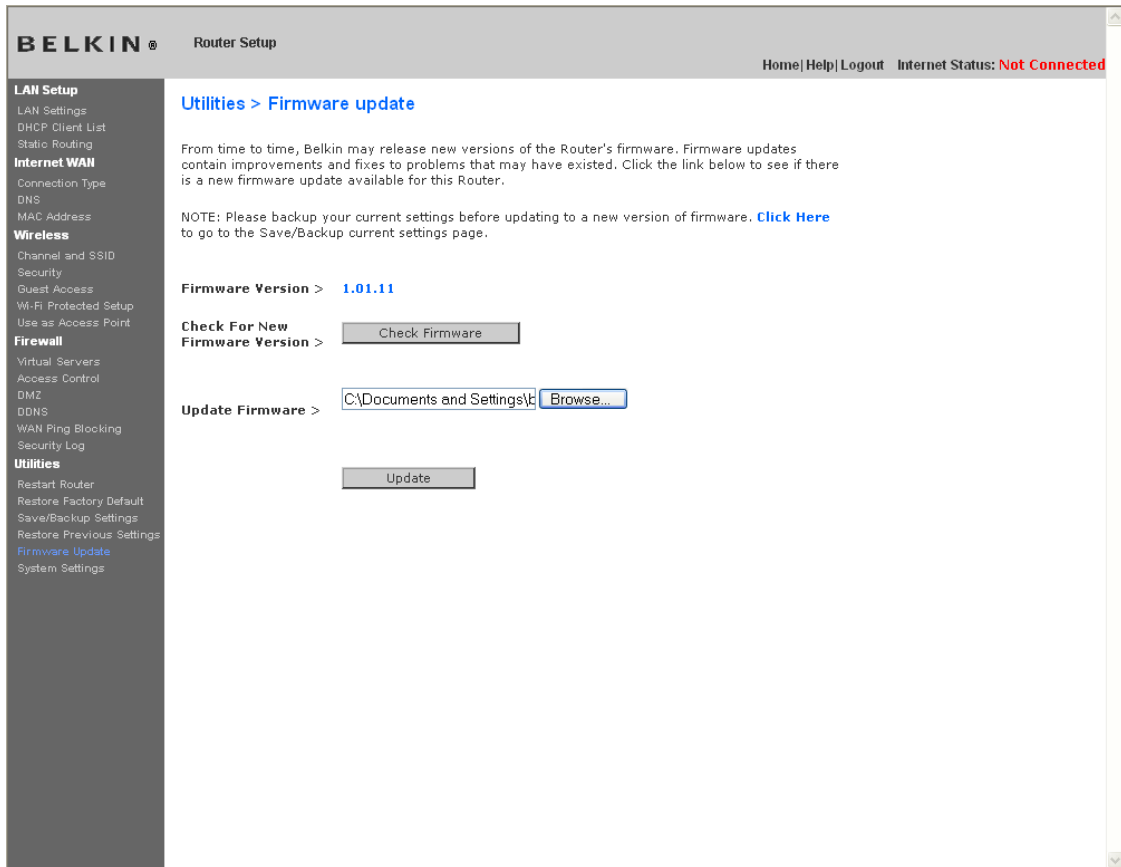 BELKIN®
Router Setup
Home|Help|Logout Internet Status: Not Connected
LAN Setup
LAN Settings
DHCP Client List
Static Routing
Internet WAN
Connection Type
DNS
MAC Address
Wireless
Channel and SSID
Security
Guest Access
Wi-Fi Protected Setup
Use as Access Point
Firewall
Virtual Servers
Access Control
DMZ
DDNS
WAN Ping Blocking
Security Log
Utilities
Restart Router
Restore Factory Default
Save/Backup Settings
Restore Previous Settings
Firmware Update
System Settings
Utilities > Firmware update
From time to time, Belkin may release new versions of the Router's firmware. Firmware updates
contain improvements and fixes to problems that may have existed. Click the link below to see if there
is a new firmware update available for this Router.
NOTE: Please backup your current settings before updating to a new version of firmware. Click Here
to go to the Save/Backup current settings page.
Firmware Version > 1.01.11
Check For New
Firmware Version >
Check Firmware
Update Firmware >
C:\Documents and Settings\b
Browse...
Update